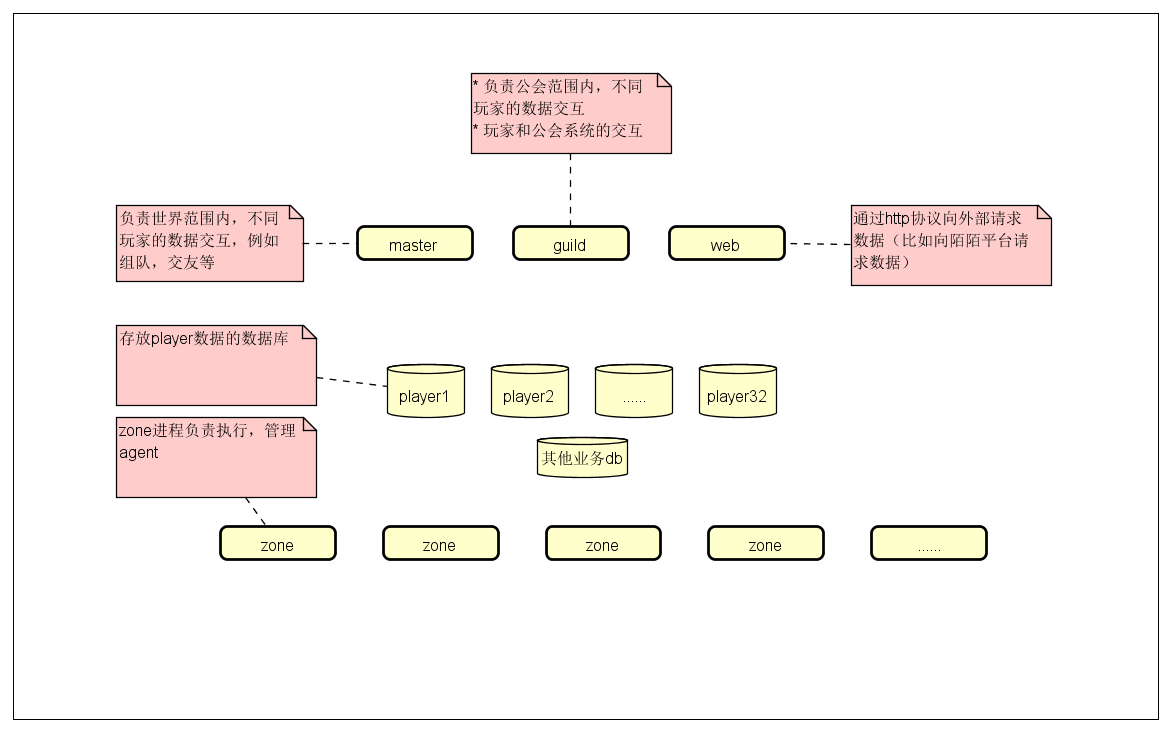 * 负责公会范围内，不同
玩家的数据交互
* 玩家和公会系统的交互
负责世界范围内，不同
玩家的数据交互，例如
组队，交友等
master
guild
web
通过http协议向外部请求
数据（比如向陌陌平台请
求数据）
存放player数据的数据库
player1
player2
......
player32
zone进程负责执行，管理
agent
其他业务db
zone
zone
zone
zone
......